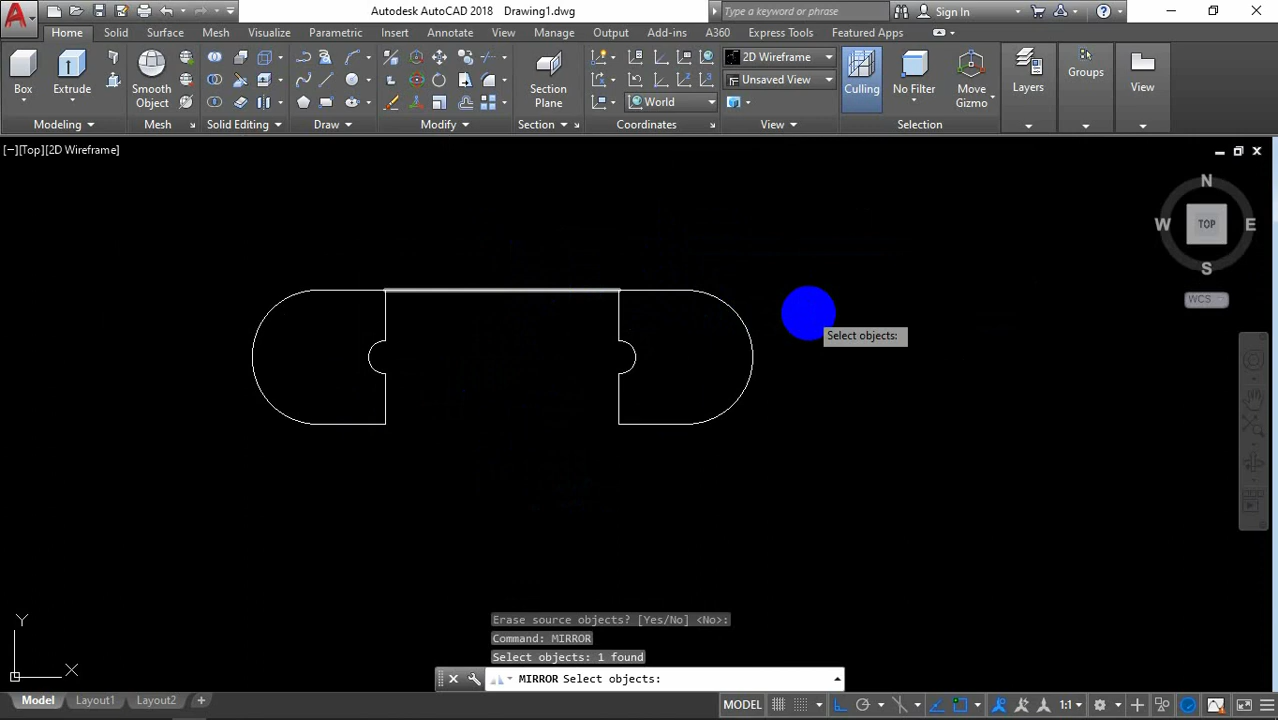 Autodesk AutoCAD 2018 Drawing1.dwg
Type a keyword or phrase
Sign In
Home Solid Surface Mesh Visualize Parametric Insert Annotate View Manage Output Add-ins A360 Express Tools Featured Apps
2D Wireframe
Unsaved View
World
Box Extrude Smooth Object Section Plane Culling No Filter Move Gizmo Layers Groups View
Modeling Mesh Solid Editing Draw Modify Section Coordinates View Selection
[−][Top][2D Wireframe]
N
W TOP E
S
WCS
Select objects:
Erase source objects? [Yes/No] <No>:
Command: MIRROR
Select objects: 1 found
MIRROR Select objects:
Y
X
Model Layout1 Layout2 +
MODEL 1:1